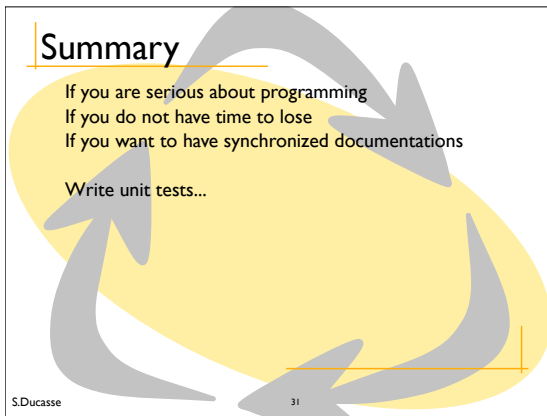 Summary
If you are serious about programming
If you do not have time to lose
If you want to have synchronized documentations
Write unit tests...
S.Ducasse
31